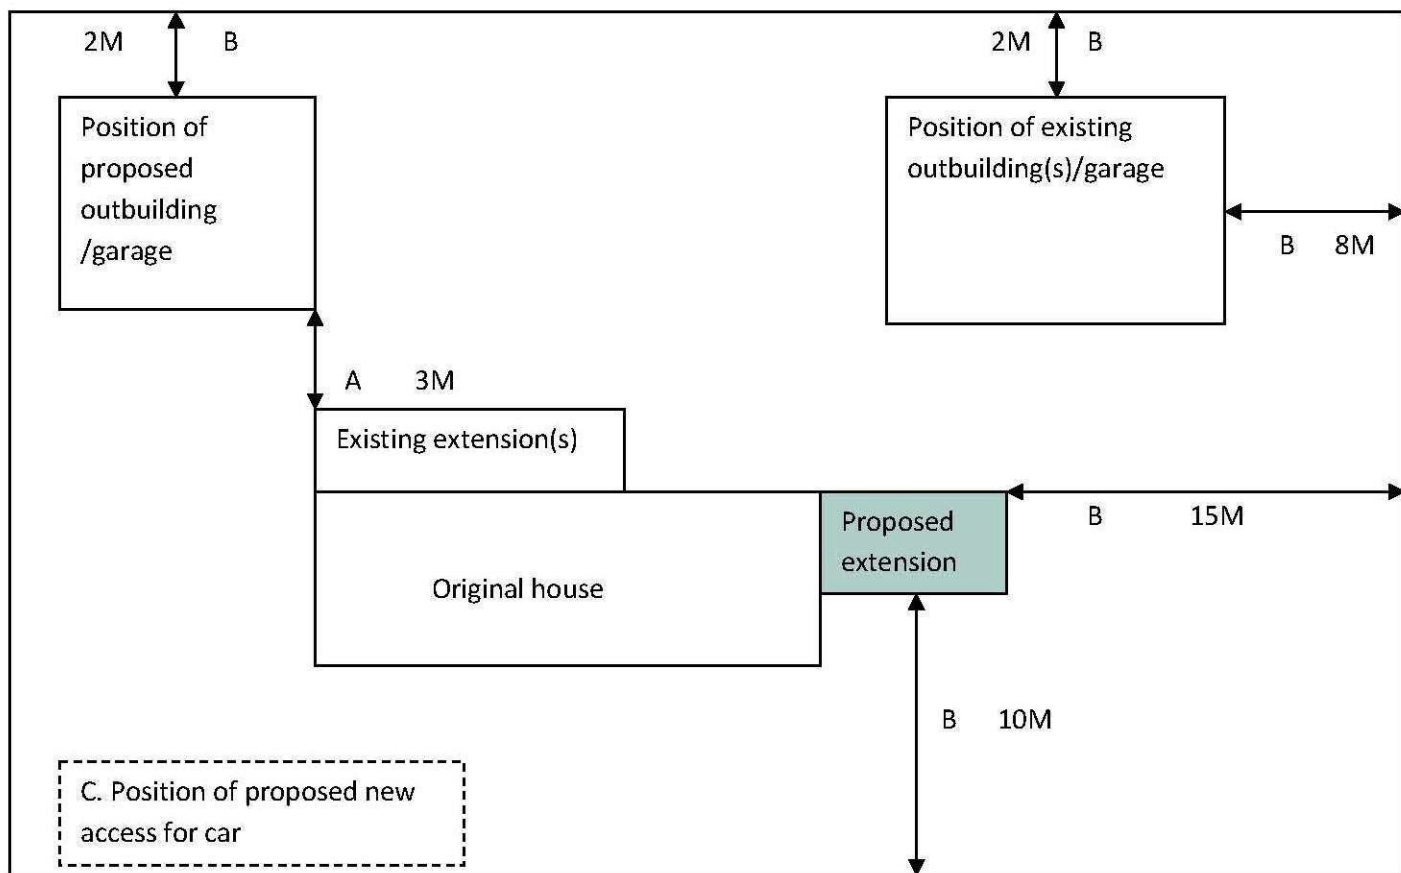 2M B
2M B
Position of
proposed
outbuilding
/garage
Position of existing
outbuilding(s)/garage
B 8M
A 3M
Existing extension(s)
B 15M
Proposed
extension
Original house
B 10M
C. Position of proposed new
access for car